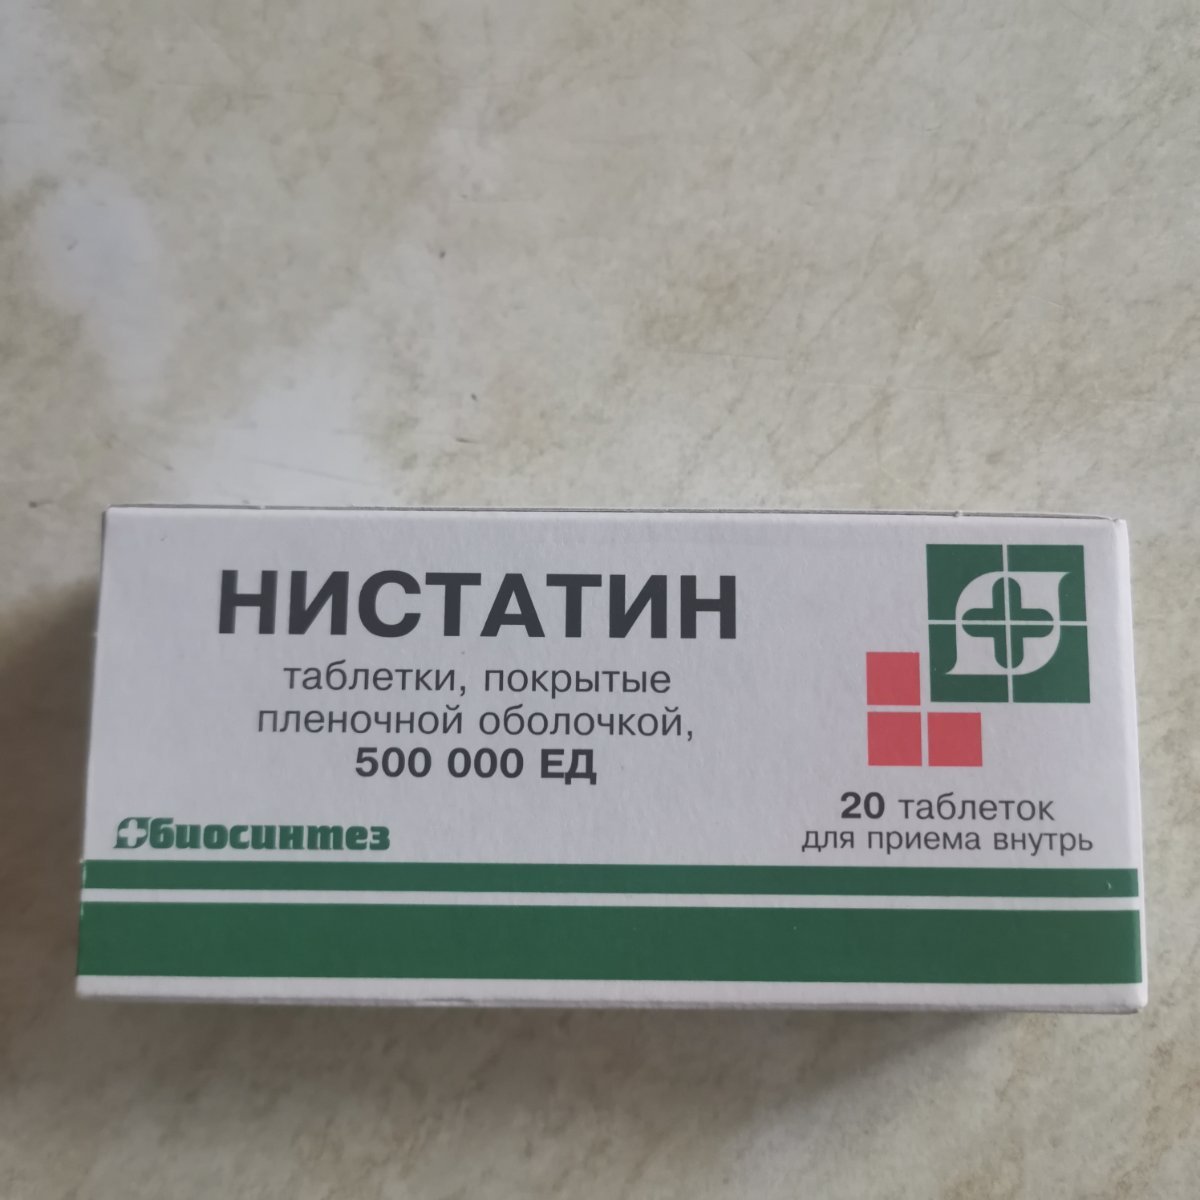 НИСТАТИН
таблетки, покрытые
пленочной оболочкой,
500 000 ЕД
биосинтез
20 таблеток
для приема внутрь